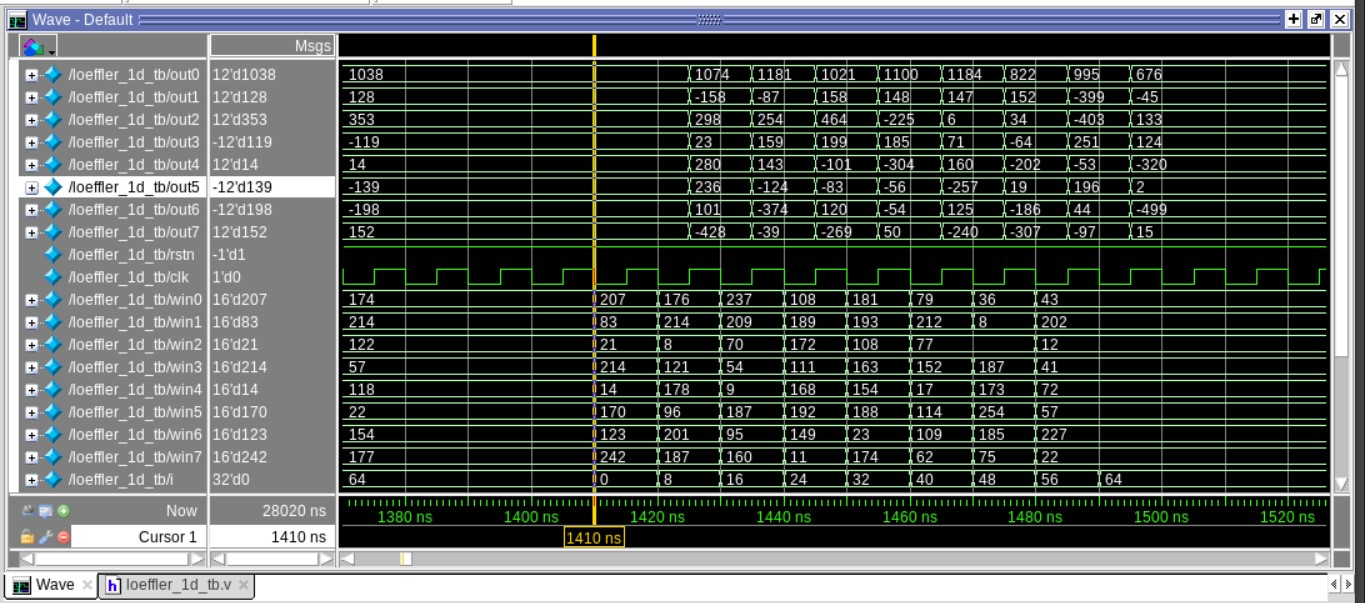 Wave - Default
Msgs
/loeffler_1d_tb/out0 12'd1038 1038 1074 1181 1021 1100 1184 822 995 676
/loeffler_1d_tb/out1 12'd128 128 -158 -87 158 148 147 152 -399 -45
/loeffler_1d_tb/out2 12'd353 353 298 254 464 -225 6 34 -403 133
/loeffler_1d_tb/out3 -12'd119 -119 23 159 199 185 71 -64 251 124
/loeffler_1d_tb/out4 12'd14 14 280 143 -101 -304 160 -202 -53 -320
/loeffler_1d_tb/out5 -12'd139 -139 236 -124 -83 -56 -257 19 196 2
/loeffler_1d_tb/out6 -12'd198 -198 101 -374 120 -54 125 -186 44 -499
/loeffler_1d_tb/out7 12'd152 152 -428 -39 -269 50 -240 -307 -97 15
/loeffler_1d_tb/rstn -1'd1
/loeffler_1d_tb/clk 1'd0
/loeffler_1d_tb/win0 16'd207 174 207 176 237 108 181 79 36 43
/loeffler_1d_tb/win1 16'd83 214 83 214 209 189 193 212 8 202
/loeffler_1d_tb/win2 16'd21 122 21 8 70 172 108 77 12
/loeffler_1d_tb/win3 16'd214 57 214 121 54 111 163 152 187 41
/loeffler_1d_tb/win4 16'd14 118 14 178 9 168 154 17 173 72
/loeffler_1d_tb/win5 16'd170 22 170 96 187 192 188 114 254 57
/loeffler_1d_tb/win6 16'd123 154 123 201 95 149 23 109 185 227
/loeffler_1d_tb/win7 16'd242 177 242 187 160 11 174 62 75 22
/loeffler_1d_tb/i 32'd0 64 0 8 16 24 32 40 48 56 64
Now 28020 ns 1380 ns 1400 ns 1420 ns 1440 ns 1460 ns 1480 ns 1500 ns 1520 ns
Cursor 1 1410 ns 1410 ns
Wave h loeffler_1d_tb.v